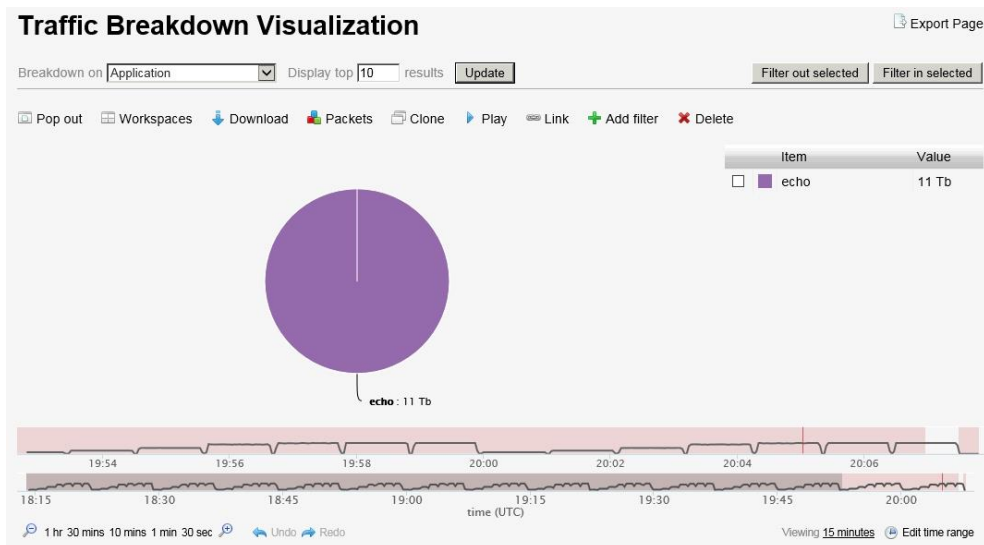 Traffic Breakdown Visualization
Export Page
Breakdown on Application Display top 10 results Update Filter out selected Filter in selected
Pop out Workspaces Download Packets Clone Play Link Add filter Delete
Item Value
echo 11 Tb
echo : 11 Tb
19:54 19:56 19:58 20:00 20:02 20:04 20:06
18:15 18:30 18:45 19:00 19:15 19:30 19:45 20:00
time (UTC)
1 hr 30 mins 10 mins 1 min 30 sec Undo Redo Viewing 15 minutes Edit time range